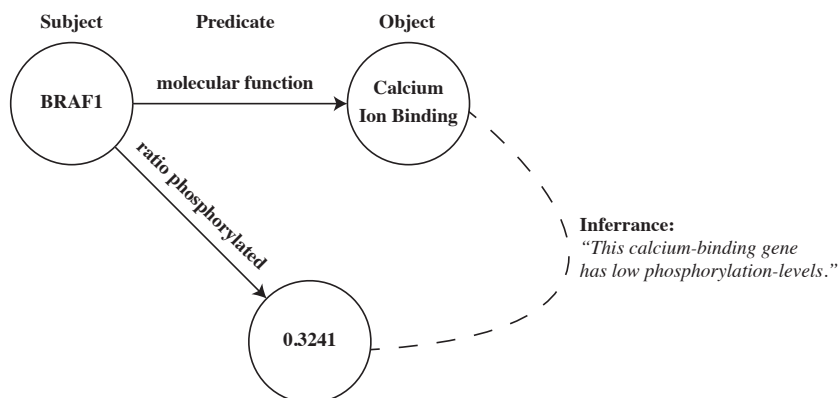 Subject
Predicate
Object
BRAF1
molecular function
Calcium
Ion Binding
ratio phosphorylated
Inferrance:
“This calcium-binding gene
has low phosphorylation-levels.”
0.3241